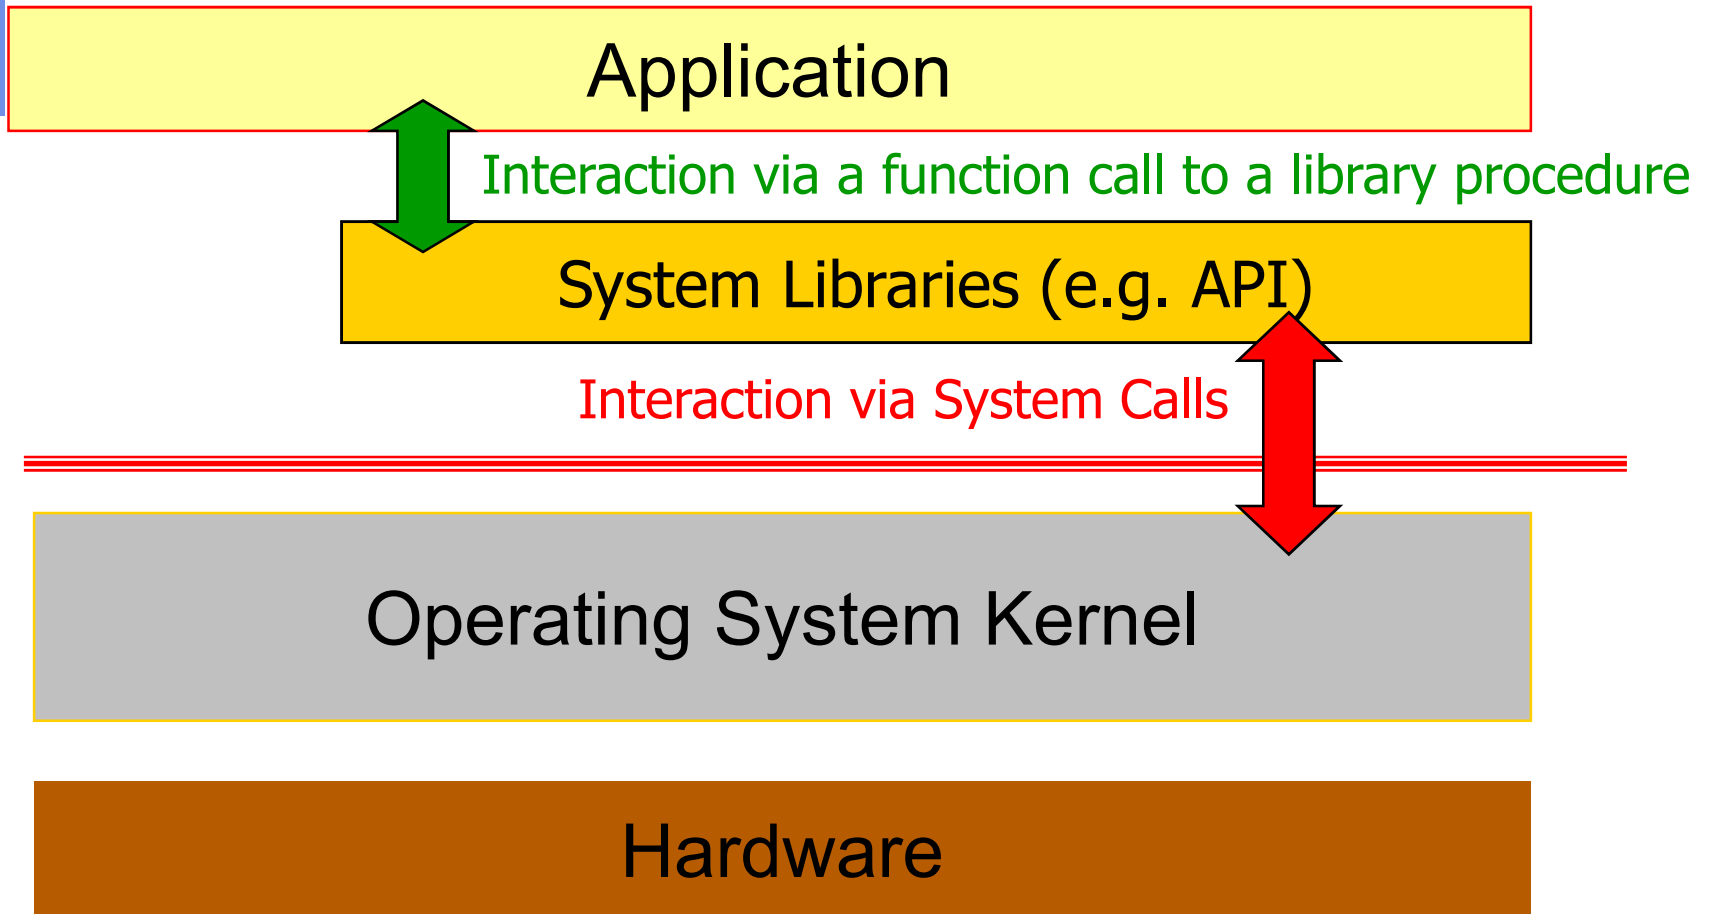 Application
Interaction via a function call to a library procedure
System Libraries (e.g. API)
Interaction via System Calls
Operating System Kernel
Hardware